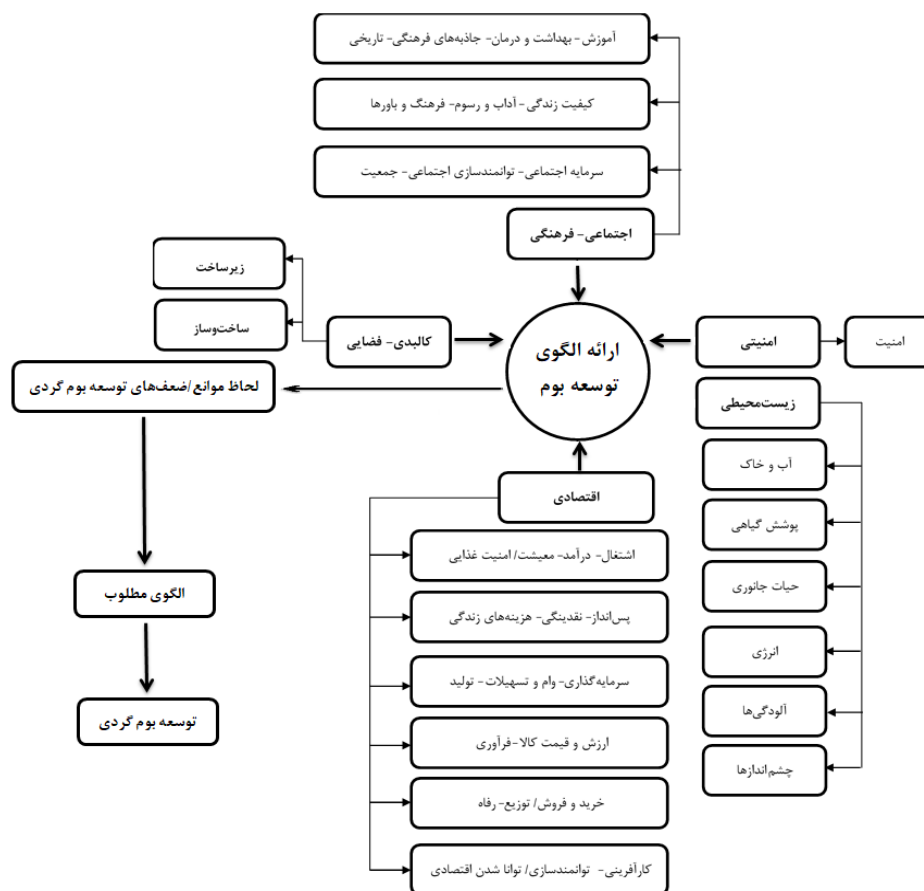 آموزش- بهداشت و درمان- جاذبه‌های فرهنگی- تاریخی
کیفیت زندگی- آداب و رسوم- فرهنگ و باورها
سرمایه اجتماعی- توانمندسازی اجتماعی- جمعیت
اجتماعی- فرهنگی
زیرساخت
ساخت‌وساز
کالبدی- فضایی
ارائه الگوی
توسعه بوم
امنیتی
امنیت
لحاظ موانع/ضعف‌های توسعه بوم گردی
زیست‌محیطی
آب و خاک
پوشش گیاهی
حیات جانوری
انرژی
آلودگی‌ها
چشم‌اندازها
اقتصادی
اشتغال- درآمد- معیشت/ امنیت غذایی
پس‌انداز- نقدینگی- هزینه‌های زندگی
سرمایه‌گذاری- وام و تسهیلات- تولید
ارزش و قیمت کالا-فرآوری
خرید و فروش/ توزیع- رفاه
کارآفرینی- توانمندسازی/ توانا شدن اقتصادی
الگوی مطلوب
توسعه بوم گردی